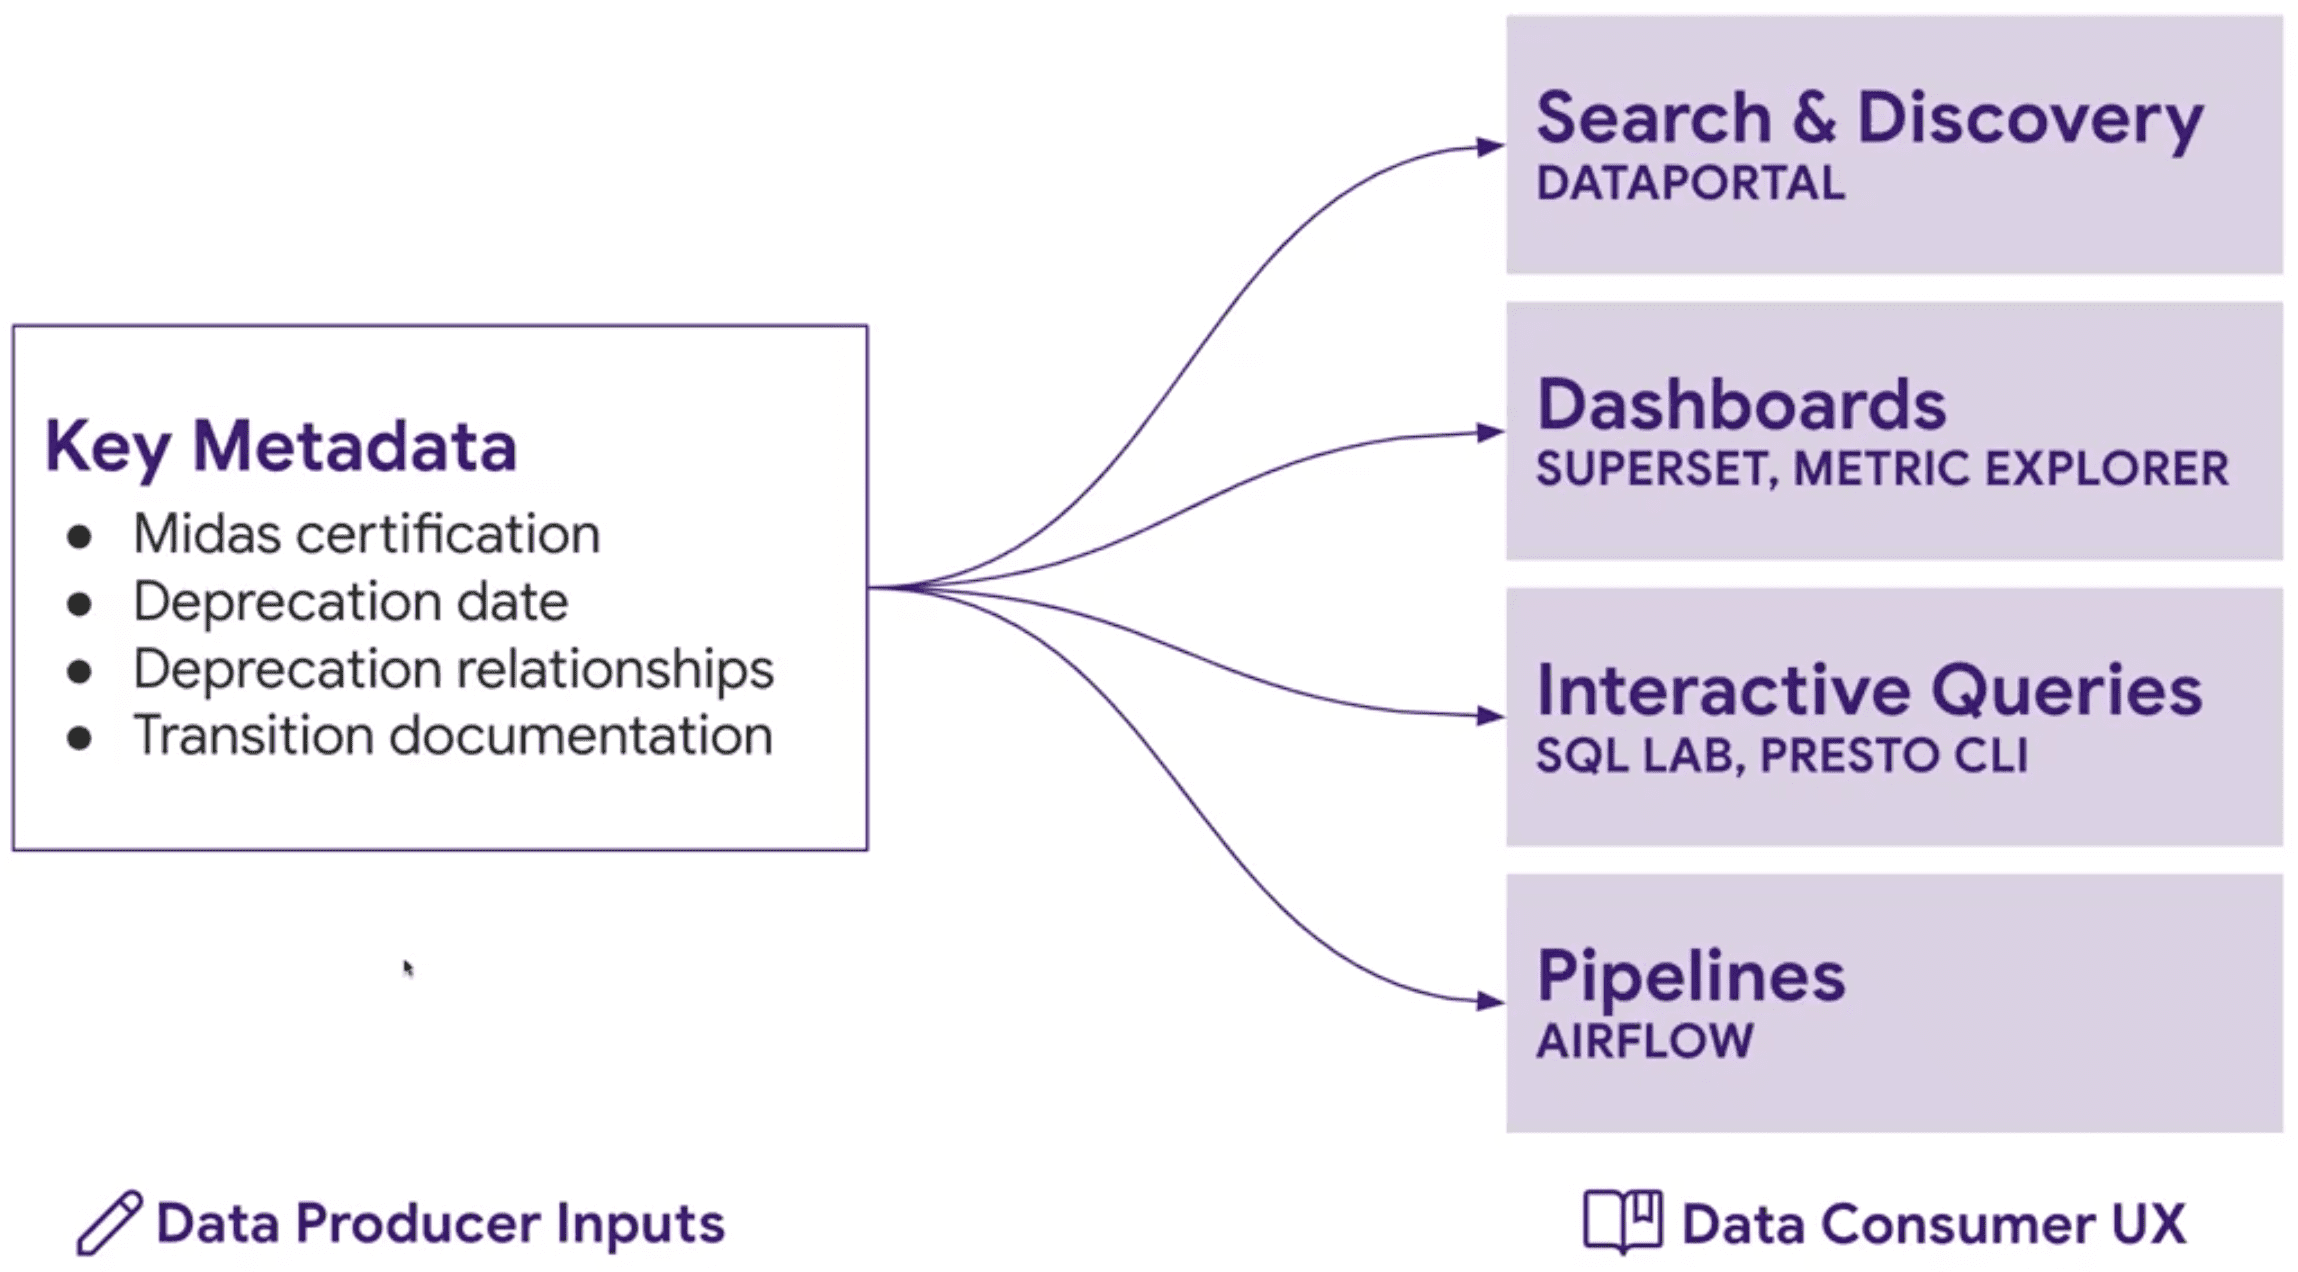 Key Metadata
● Midas certification
● Deprecation date
● Deprecation relationships
● Transition documentation
Data Producer Inputs
Search & Discovery
DATAPORTAL
Dashboards
SUPERSET, METRIC EXPLORER
Interactive Queries
SQL LAB, PRESTO CLI
Pipelines
AIRFLOW
Data Consumer UX